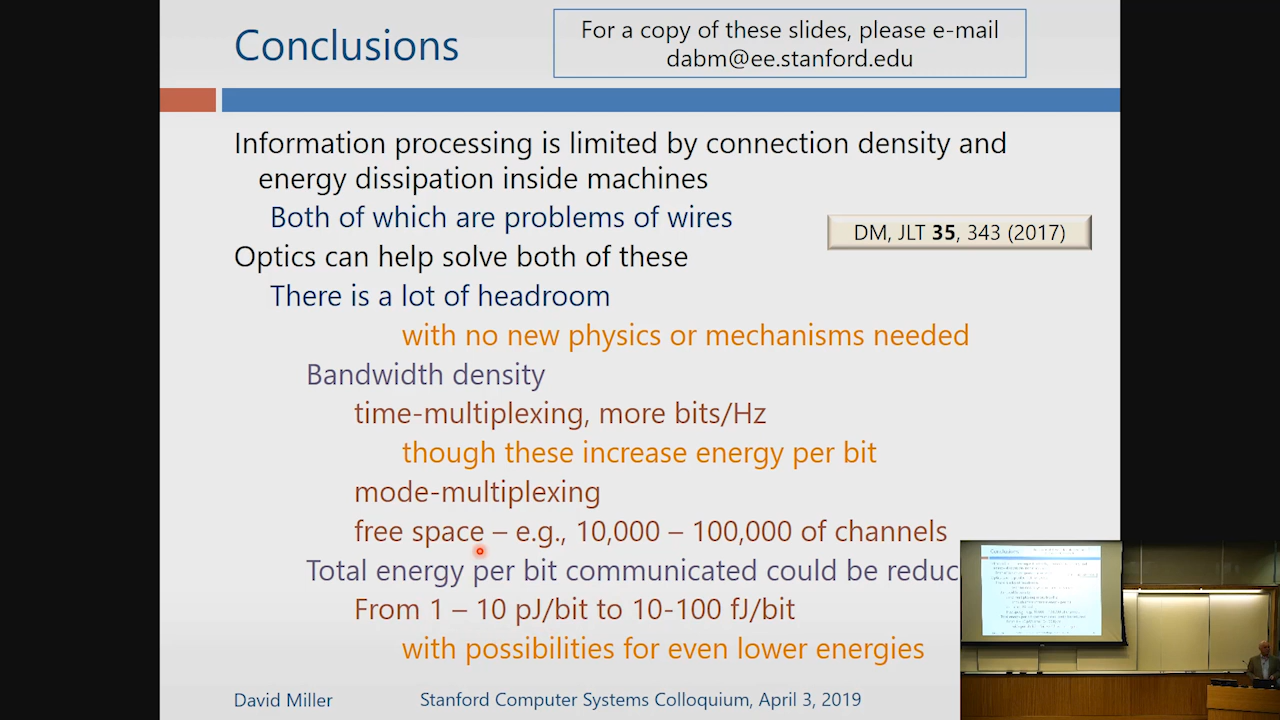 Conclusions
For a copy of these slides, please e-mail
dabm@ee.stanford.edu
Information processing is limited by connection density and
energy dissipation inside machines
Both of which are problems of wires
DM, JLT 35, 343 (2017)
Optics can help solve both of these
There is a lot of headroom
with no new physics or mechanisms needed
Bandwidth density
time-multiplexing, more bits/Hz
though these increase energy per bit
mode-multiplexing
free space – e.g., 10,000 – 100,000 of channels
Total energy per bit communicated could be reduc
From 1 – 10 pJ/bit to 10-100 fJ/bit
with possibilities for even lower energies
David Miller
Stanford Computer Systems Colloquium, April 3, 2019
Conclusions